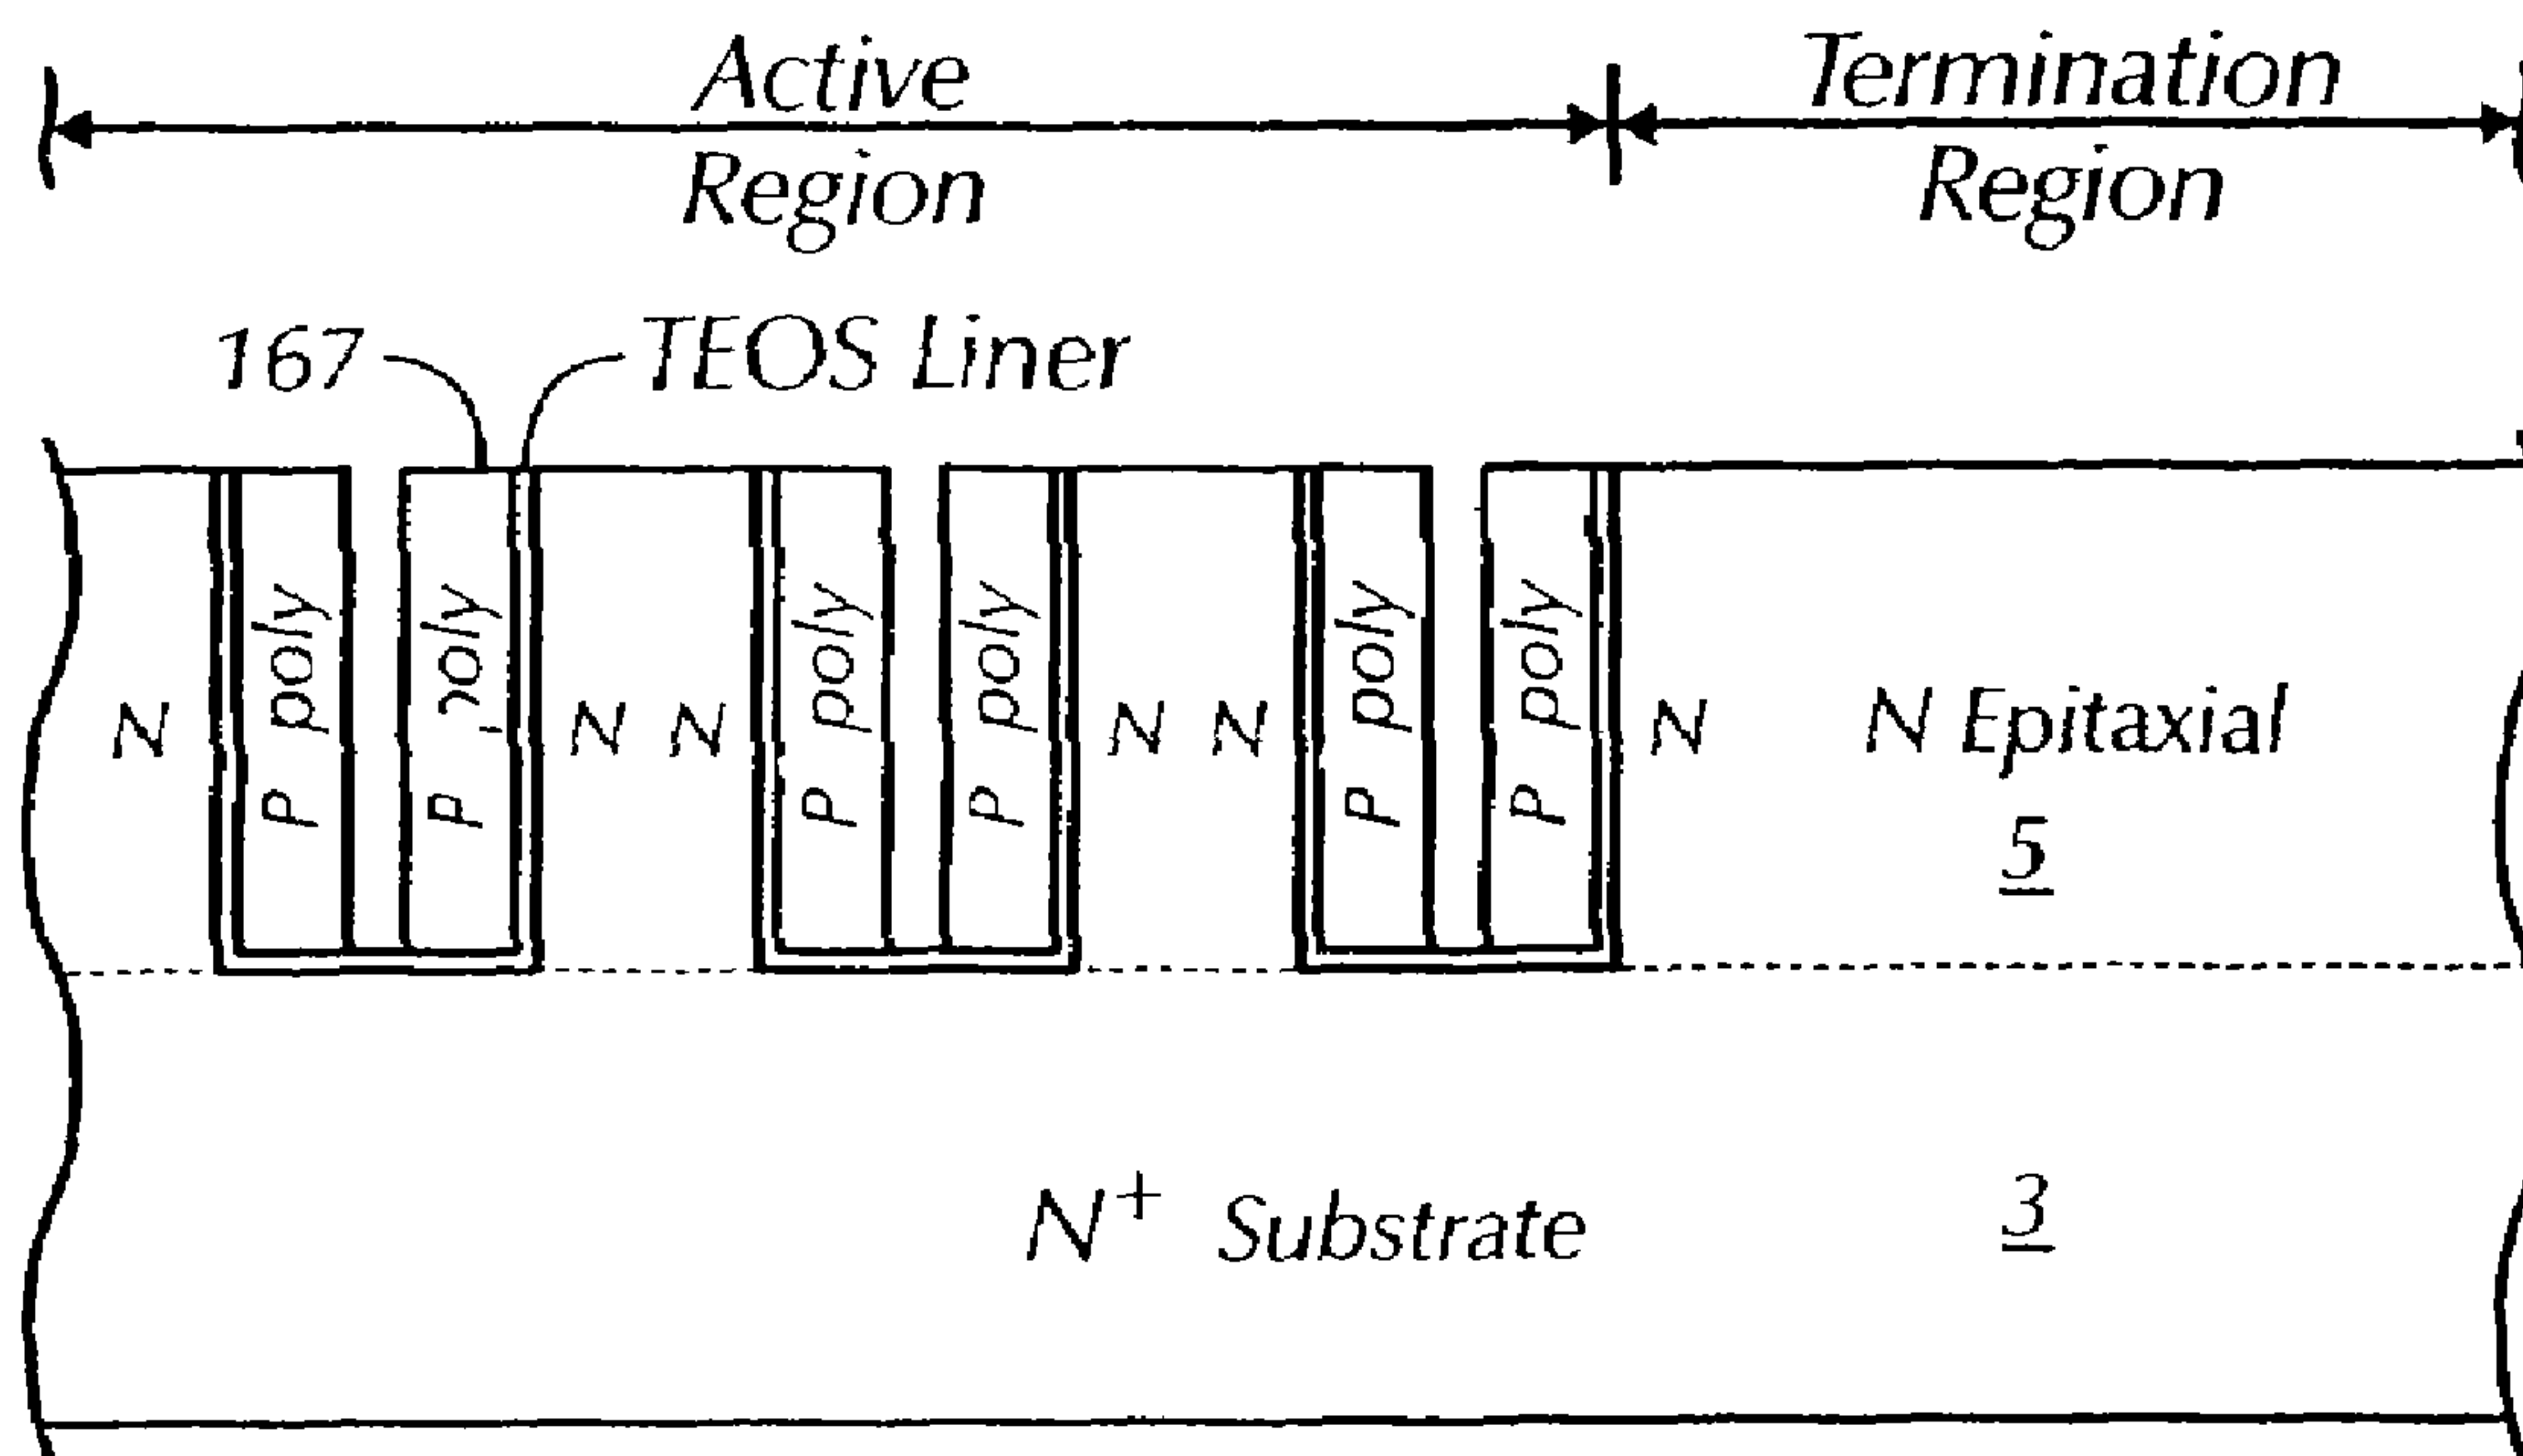 Active
Region
Termination
Region
167
TEOS Liner
P poly
P poly
P poly
P poly
P poly
P poly
N
N
N
N
N
N
N Epitaxial
5
N+ Substrate
3